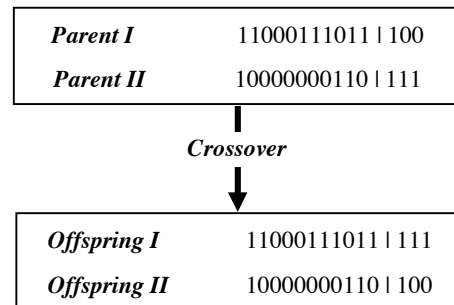 Parent I 11000111011 | 100
Parent II 10000000110 | 111
Crossover
Offspring I 11000111011 | 111
Offspring II 10000000110 | 100